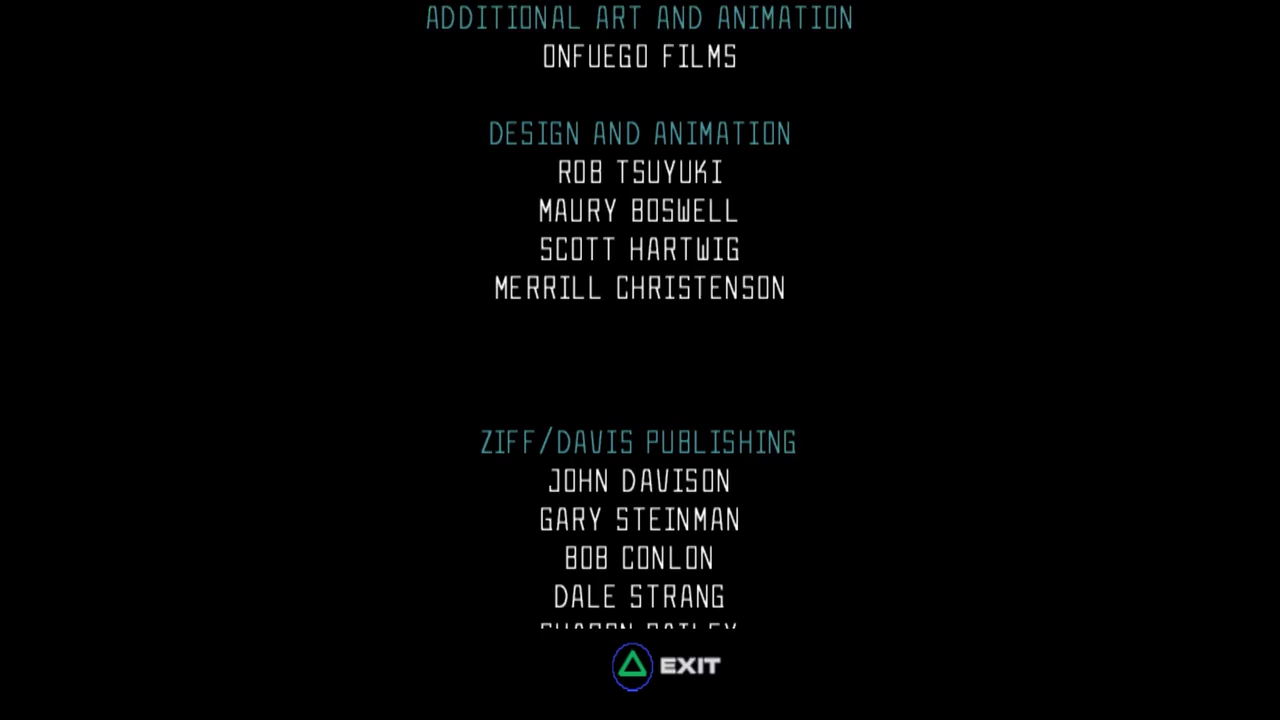 ADDITIONAL ART AND ANIMATION
ONFUEGO FILMS
DESIGN AND ANIMATION
ROB TSUYUKI
MAURY BOSWELL
SCOTT HARTWIG
MERRILL CHRISTENSON
ZIFF/DAVIS PUBLISHING
JOHN DAVISON
GARY STEINMAN
BOB CONLON
DALE STRANG
EXIT